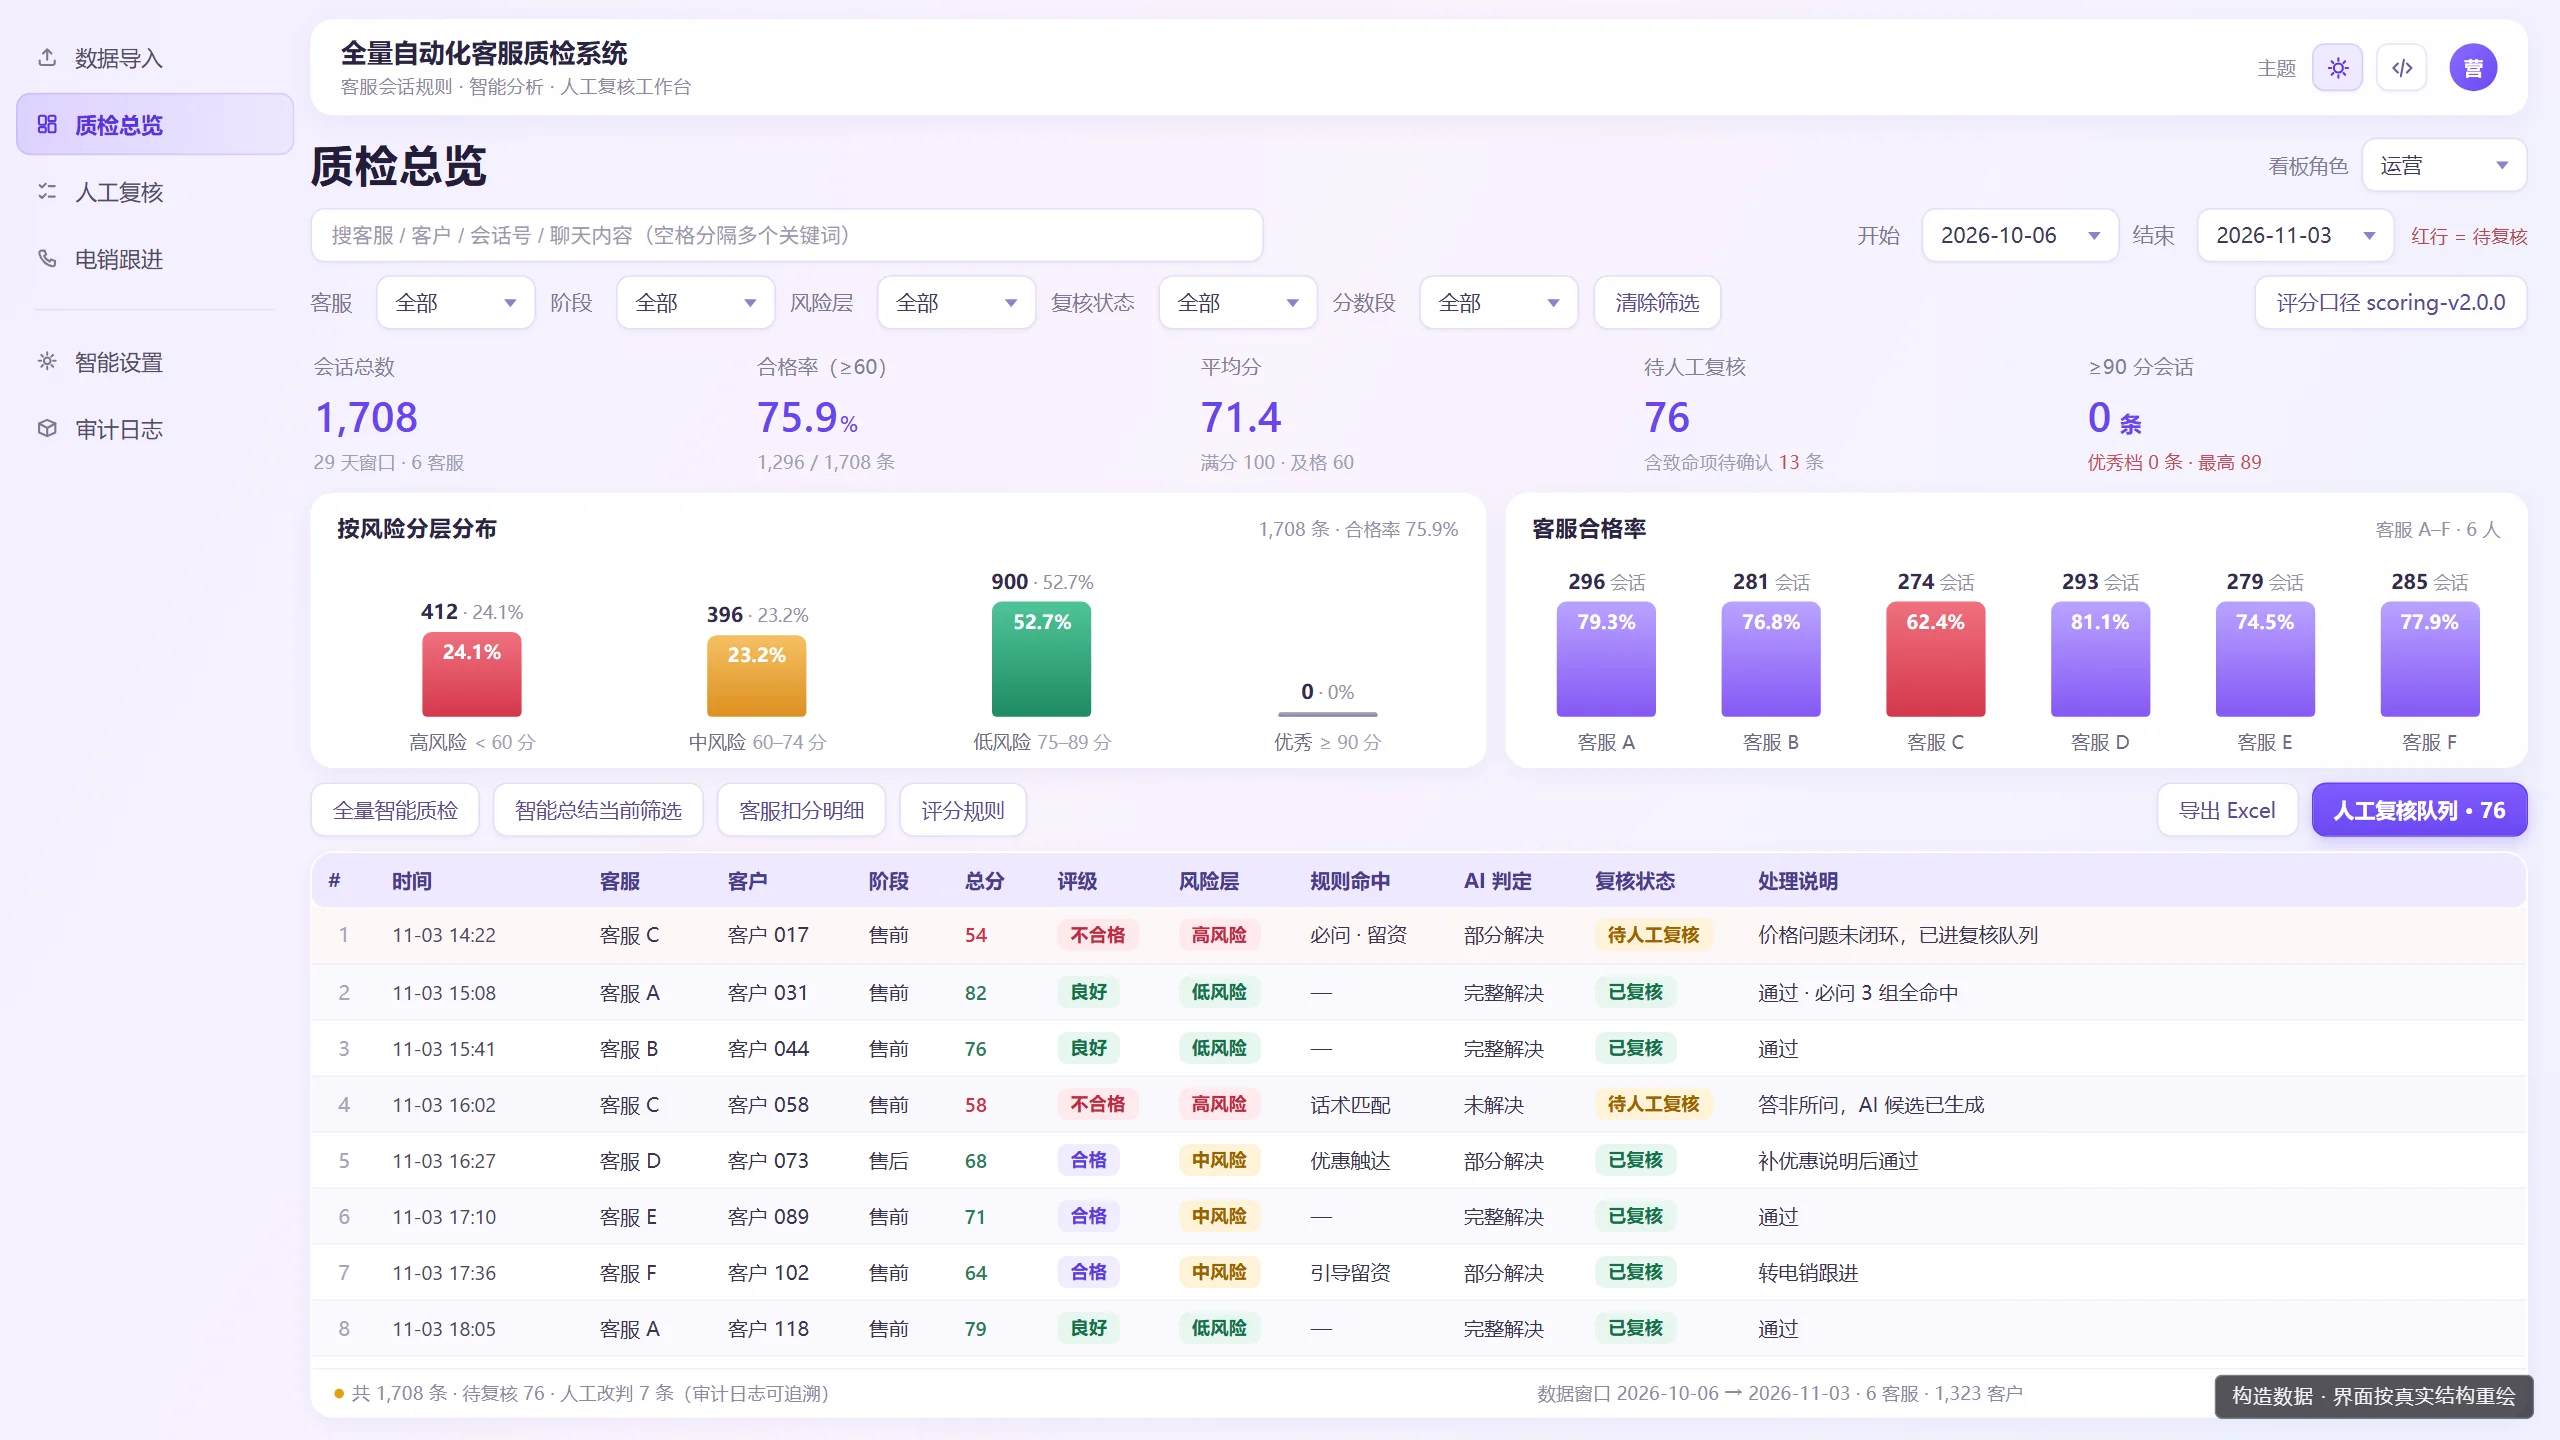 数据导入
质检总览
人工复核
电销跟进
智能设置
审计日志
全量自动化客服质检系统
客服会话规则 · 智能分析 · 人工复核工作台
主题
营
质检总览
看板角色 运营
搜客服 / 客户 / 会话号 / 聊天内容（空格分隔多个关键词）
开始 2026-10-06 结束 2026-11-03 红行 = 待复核
客服 全部 阶段 全部 风险层 全部 复核状态 全部 分数段 全部 清除筛选 评分口径 scoring-v2.0.0
会话总数
1,708
29 天窗口 · 6 客服
合格率（≥60）
75.9%
1,296 / 1,708 条
平均分
71.4
满分 100 · 及格 60
待人工复核
76
含致命项待确认 13 条
≥90 分会话
0 条
优秀档 0 条 · 最高 89
按风险分层分布 1,708 条 · 合格率 75.9%
412 · 24.1%
24.1%
高风险 < 60 分
396 · 23.2%
23.2%
中风险 60–74 分
900 · 52.7%
52.7%
低风险 75–89 分
0 · 0%
优秀 ≥ 90 分
客服合格率 客服 A–F · 6 人
296 会话
79.3%
客服 A
281 会话
76.8%
客服 B
274 会话
62.4%
客服 C
293 会话
81.1%
客服 D
279 会话
74.5%
客服 E
285 会话
77.9%
客服 F
全量智能质检 智能总结当前筛选 客服扣分明细 评分规则 导出 Excel 人工复核队列 • 76
# 时间 客服 客户 阶段 总分 评级 风险层 规则命中 AI 判定 复核状态 处理说明
1 11-03 14:22 客服 C 客户 017 售前 54 不合格 高风险 必问 · 留资 部分解决 待人工复核 价格问题未闭环，已进复核队列
2 11-03 15:08 客服 A 客户 031 售前 82 良好 低风险 — 完整解决 已复核 通过 · 必问 3 组全命中
3 11-03 15:41 客服 B 客户 044 售前 76 良好 低风险 — 完整解决 已复核 通过
4 11-03 16:02 客服 C 客户 058 售前 58 不合格 高风险 话术匹配 未解决 待人工复核 答非所问，AI 候选已生成
5 11-03 16:27 客服 D 客户 073 售后 68 合格 中风险 优惠触达 部分解决 已复核 补优惠说明后通过
6 11-03 17:10 客服 E 客户 089 售前 71 合格 中风险 — 完整解决 已复核 通过
7 11-03 17:36 客服 F 客户 102 售前 64 合格 中风险 引导留资 部分解决 已复核 转电销跟进
8 11-03 18:05 客服 A 客户 118 售前 79 良好 低风险 — 完整解决 已复核 通过
共 1,708 条 · 待复核 76 · 人工改判 7 条（审计日志可追溯） 数据窗口 2026-10-06 → 2026-11-03 · 6 客服 · 1,323 客户
构造数据 · 界面按真实结构重绘